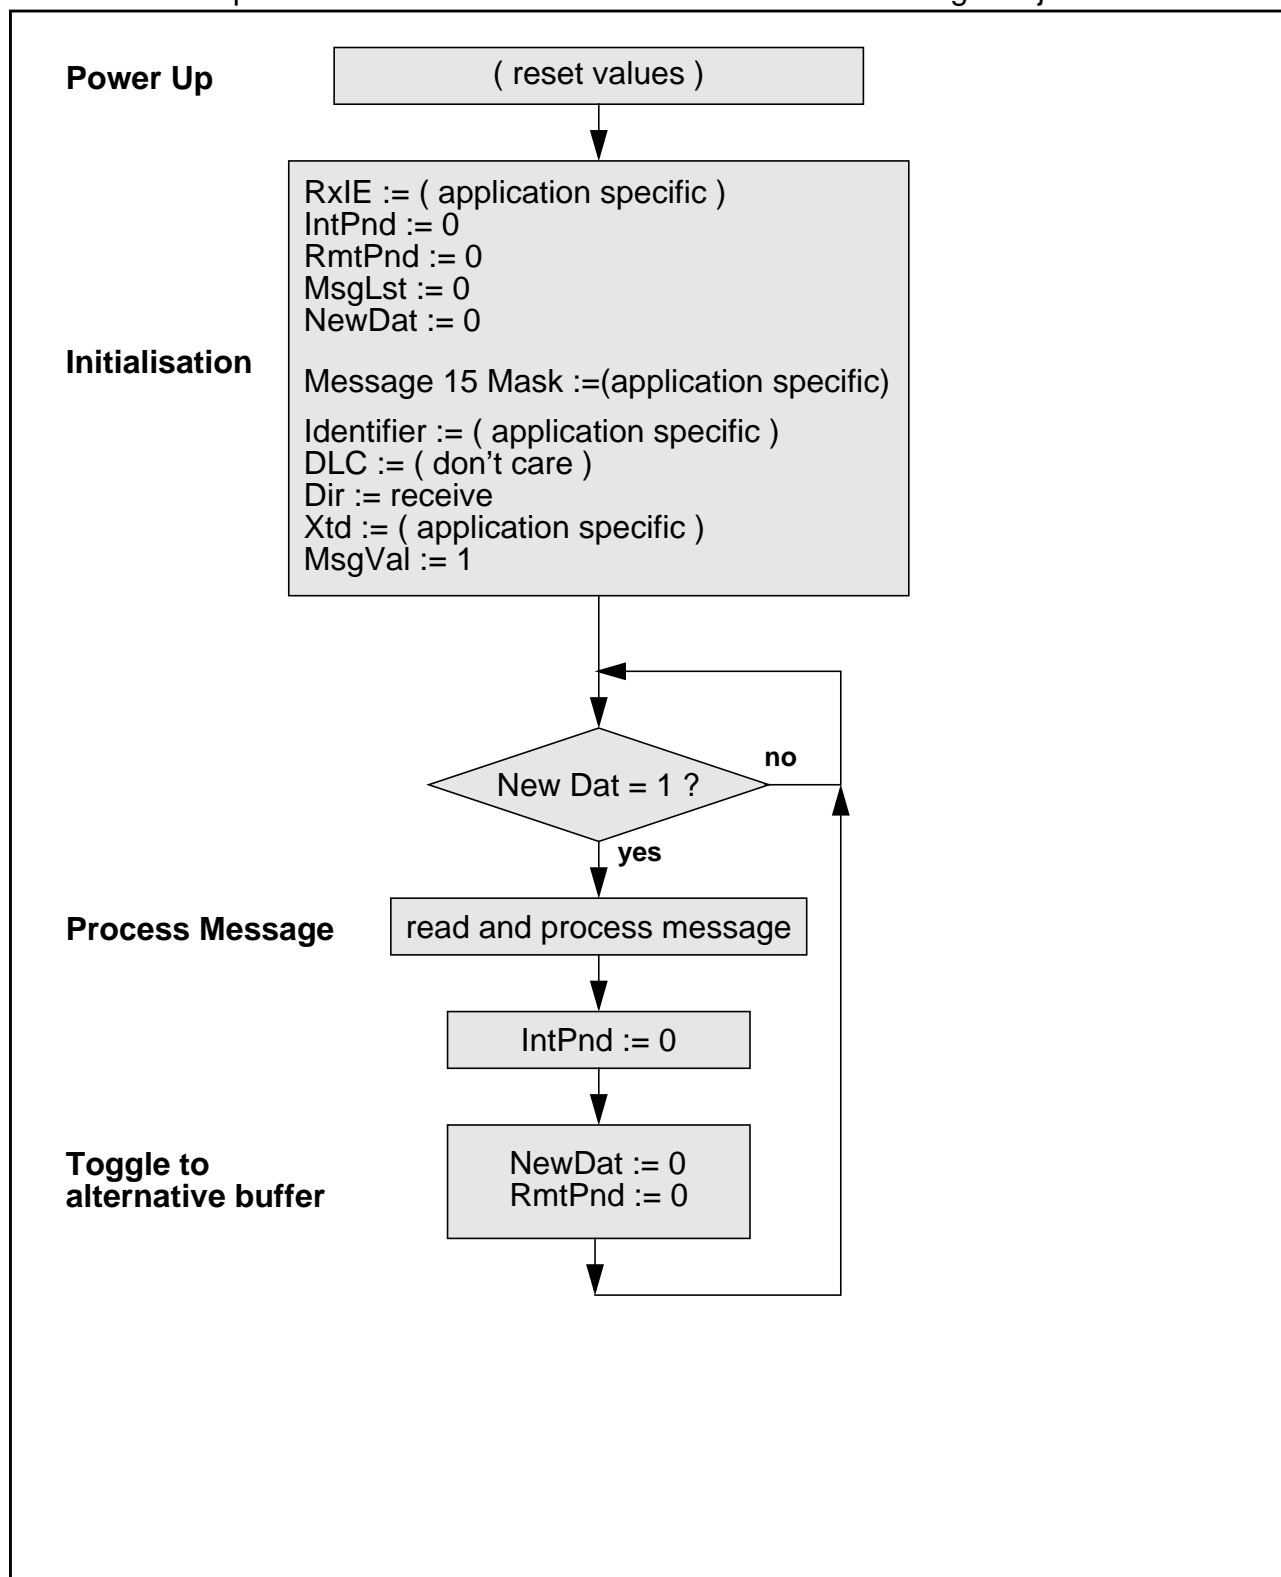 Power Up
( reset values )
Initialisation
RxIE := ( application specific )
IntPnd := 0
RmtPnd := 0
MsgLst := 0
NewDat := 0
Message 15 Mask :=(application specific)
Identifier := ( application specific )
DLC := ( don't care )
Dir := receive
Xtd := ( application specific )
MsgVal := 1
New Dat = 1 ?
no
yes
Process Message
read and process message
IntPnd := 0
Toggle to
alternative buffer
NewDat := 0
RmtPnd := 0